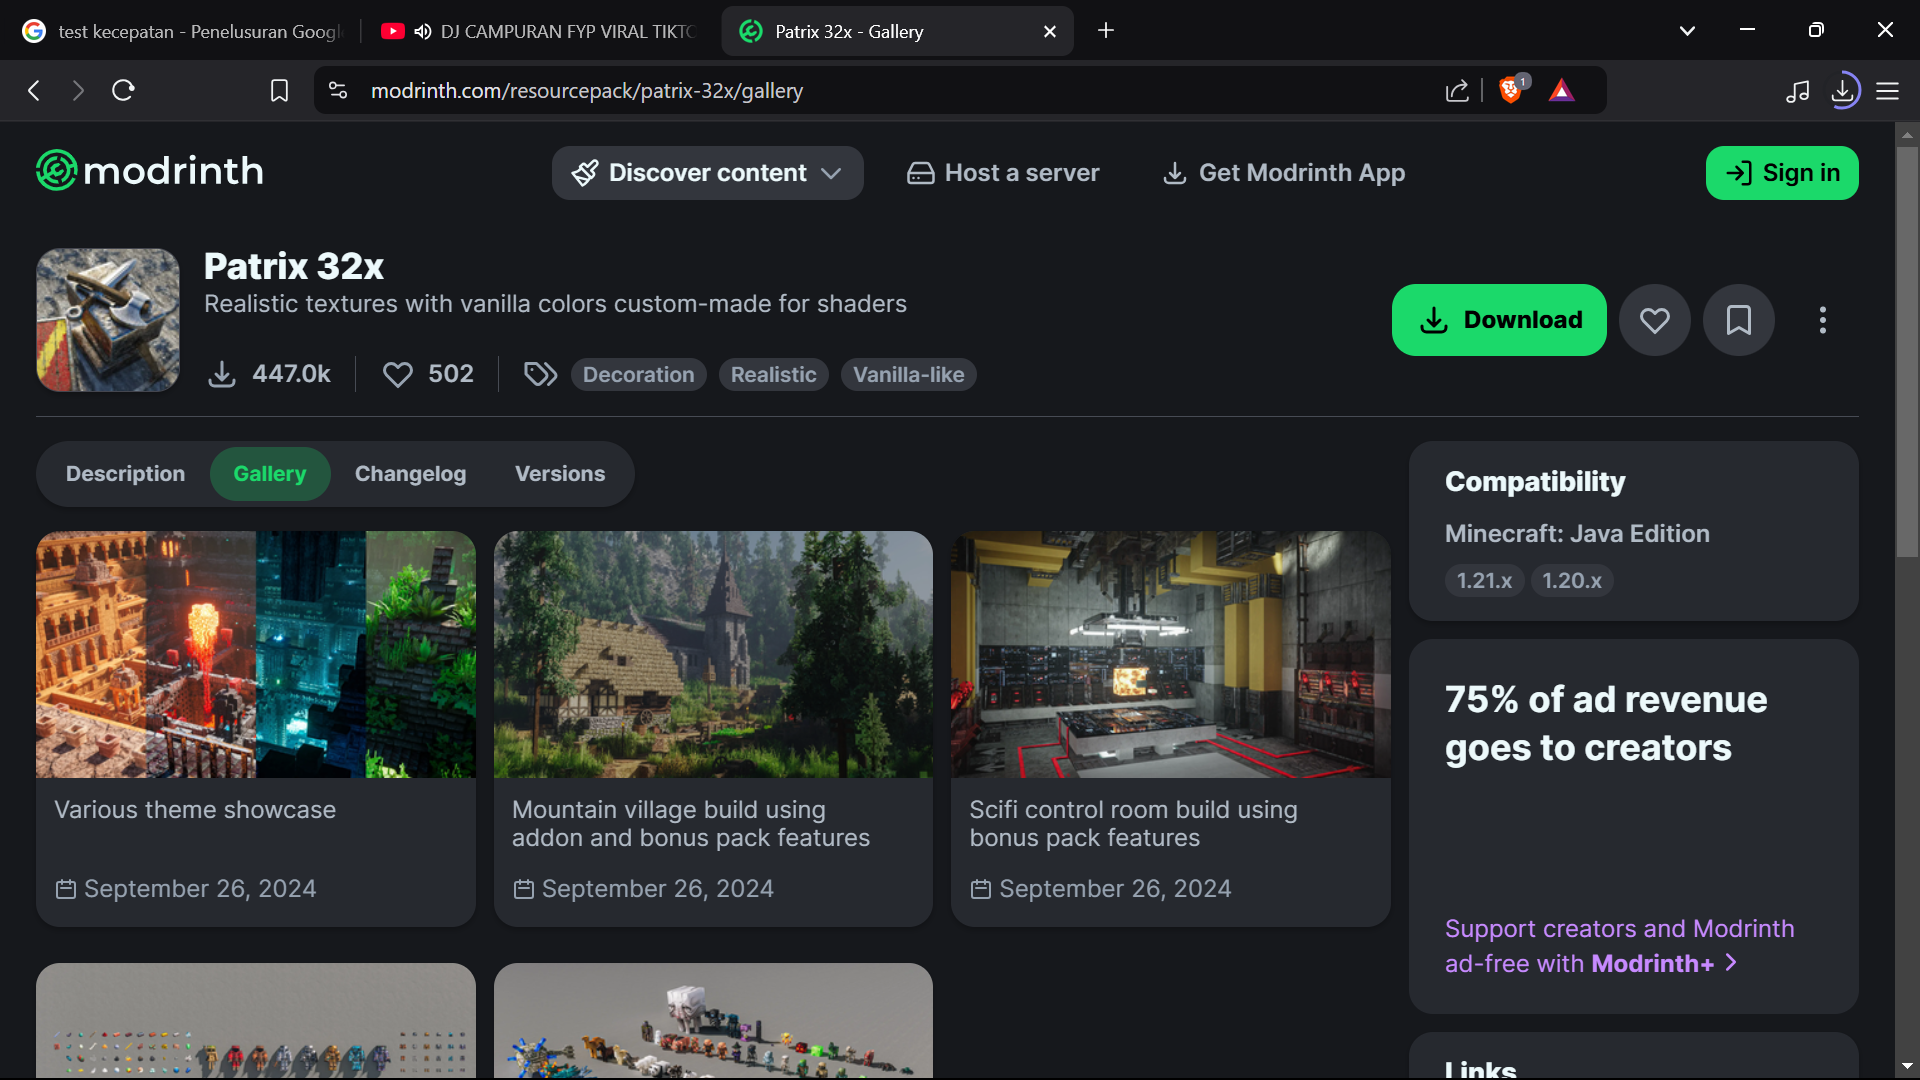 test kecepatan - Penelusuran Googl
DJ CAMPURAN FYP VIRAL TIKTO
Patrix 32x - Gallery
modrinth.com/resourcepack/patrix-32x/gallery
1
modrinth
Discover content
Host a server
Get Modrinth App
Sign in
Patrix 32x
Realistic textures with vanilla colors custom-made for shaders
447.0k
502
Decoration
Realistic
Vanilla-like
Download
Description
Gallery
Changelog
Versions
Various theme showcase
September 26, 2024
Mountain village build using
addon and bonus pack features
September 26, 2024
Scifi control room build using
bonus pack features
September 26, 2024
Compatibility
Minecraft: Java Edition
1.21.x
1.20.x
75% of ad revenue
goes to creators
Support creators and Modrinth
ad-free with Modrinth+
Links